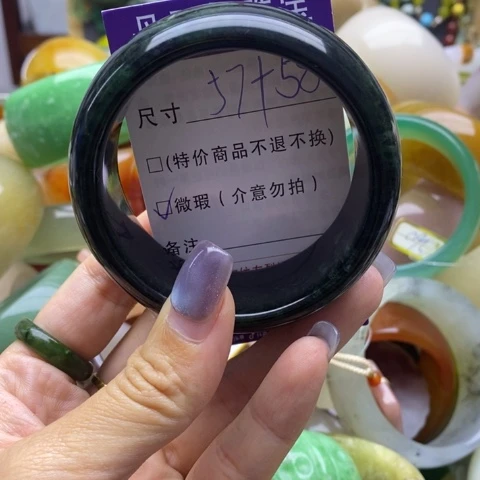 尺寸 57+50
□(特价商品不退不换)
☑微瑕(介意勿拍)
备注